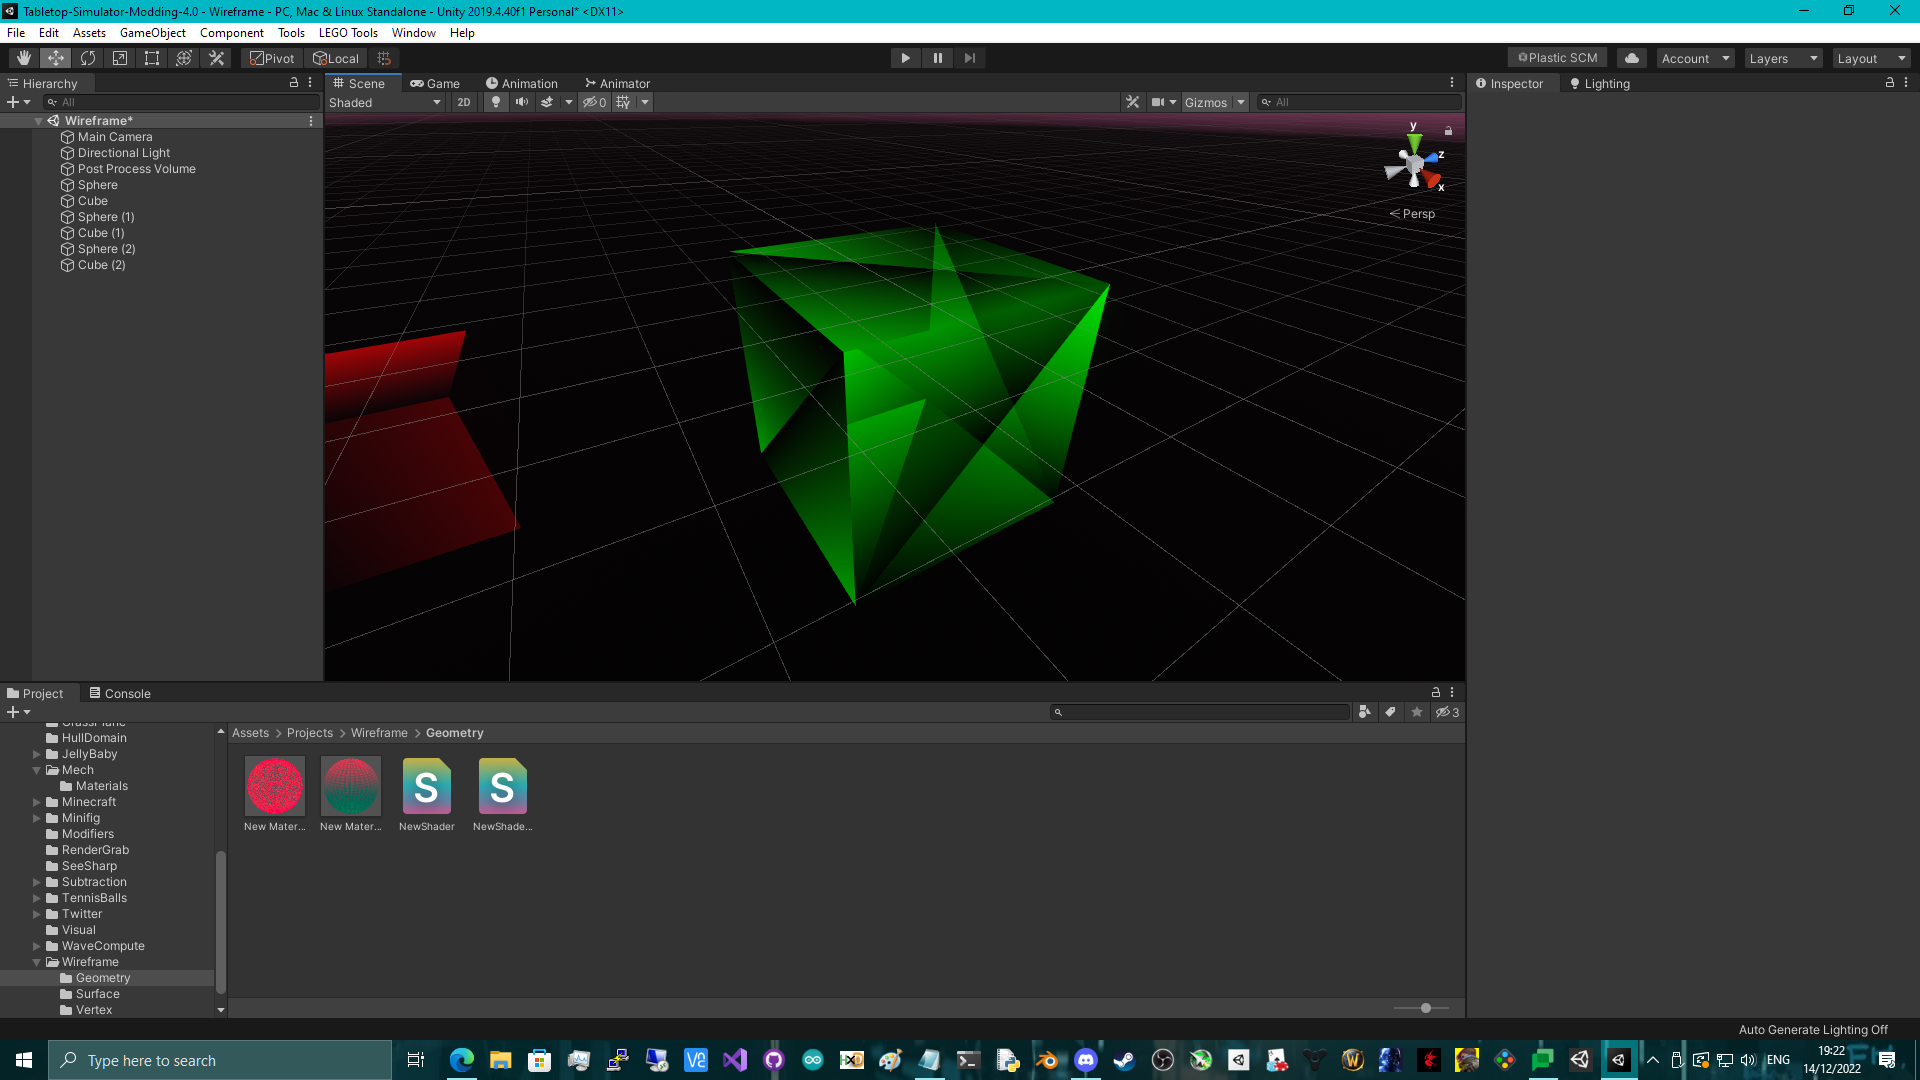 Tabletop-Simulator-Modding-4.0 - Wireframe - PC, Mac & Linux Standalone - Unity 2019.4.40f1 Personal* <DX11>
File Edit Assets GameObject Component Tools LEGO Tools Window Help
Pivot Local Plastic SCM Account Layers Layout
Hierarchy
All
Wireframe*
Main Camera
Directional Light
Post Process Volume
Sphere
Cube
Sphere (1)
Cube (1)
Sphere (2)
Cube (2)
Scene Game Animation Animator
Shaded 2D 0 Gizmos All
y
z
x
Persp
Inspector Lighting
Project Console
3
GrassPlane
HullDomain
JellyBaby
Mech
Materials
Minecraft
Minifig
Modifiers
RenderGrab
SeeSharp
Subtraction
TennisBalls
Twitter
Visual
WaveCompute
Wireframe
Geometry
Surface
Vertex
Assets > Projects > Wireframe > Geometry
S S
New Mater... New Mater... NewShader NewShade...
Auto Generate Lighting Off
Type here to search
ENG
19:22
14/12/2022